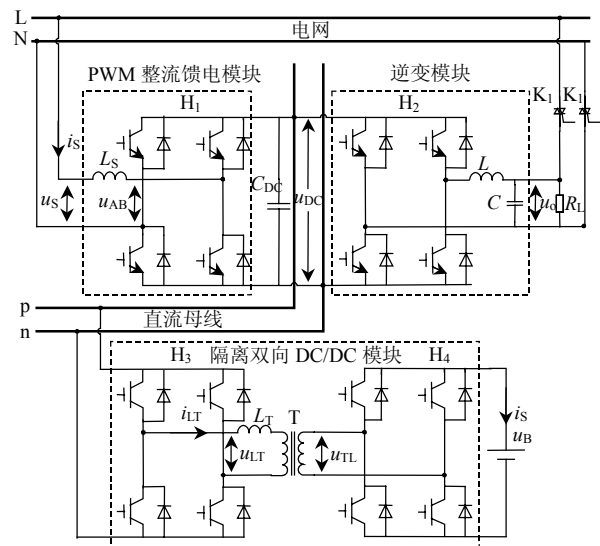 L
N
电网
PWM 整流馈电模块
逆变模块
H₁
H₂
K₁ K₁
iS
LS
L
CDC
uDC
C
uS
uAB
uo
RL
p
n
直流母线
H₃
隔离双向 DC/DC 模块
H₄
iLT
LT
T
iS
uLT
uTL
uB